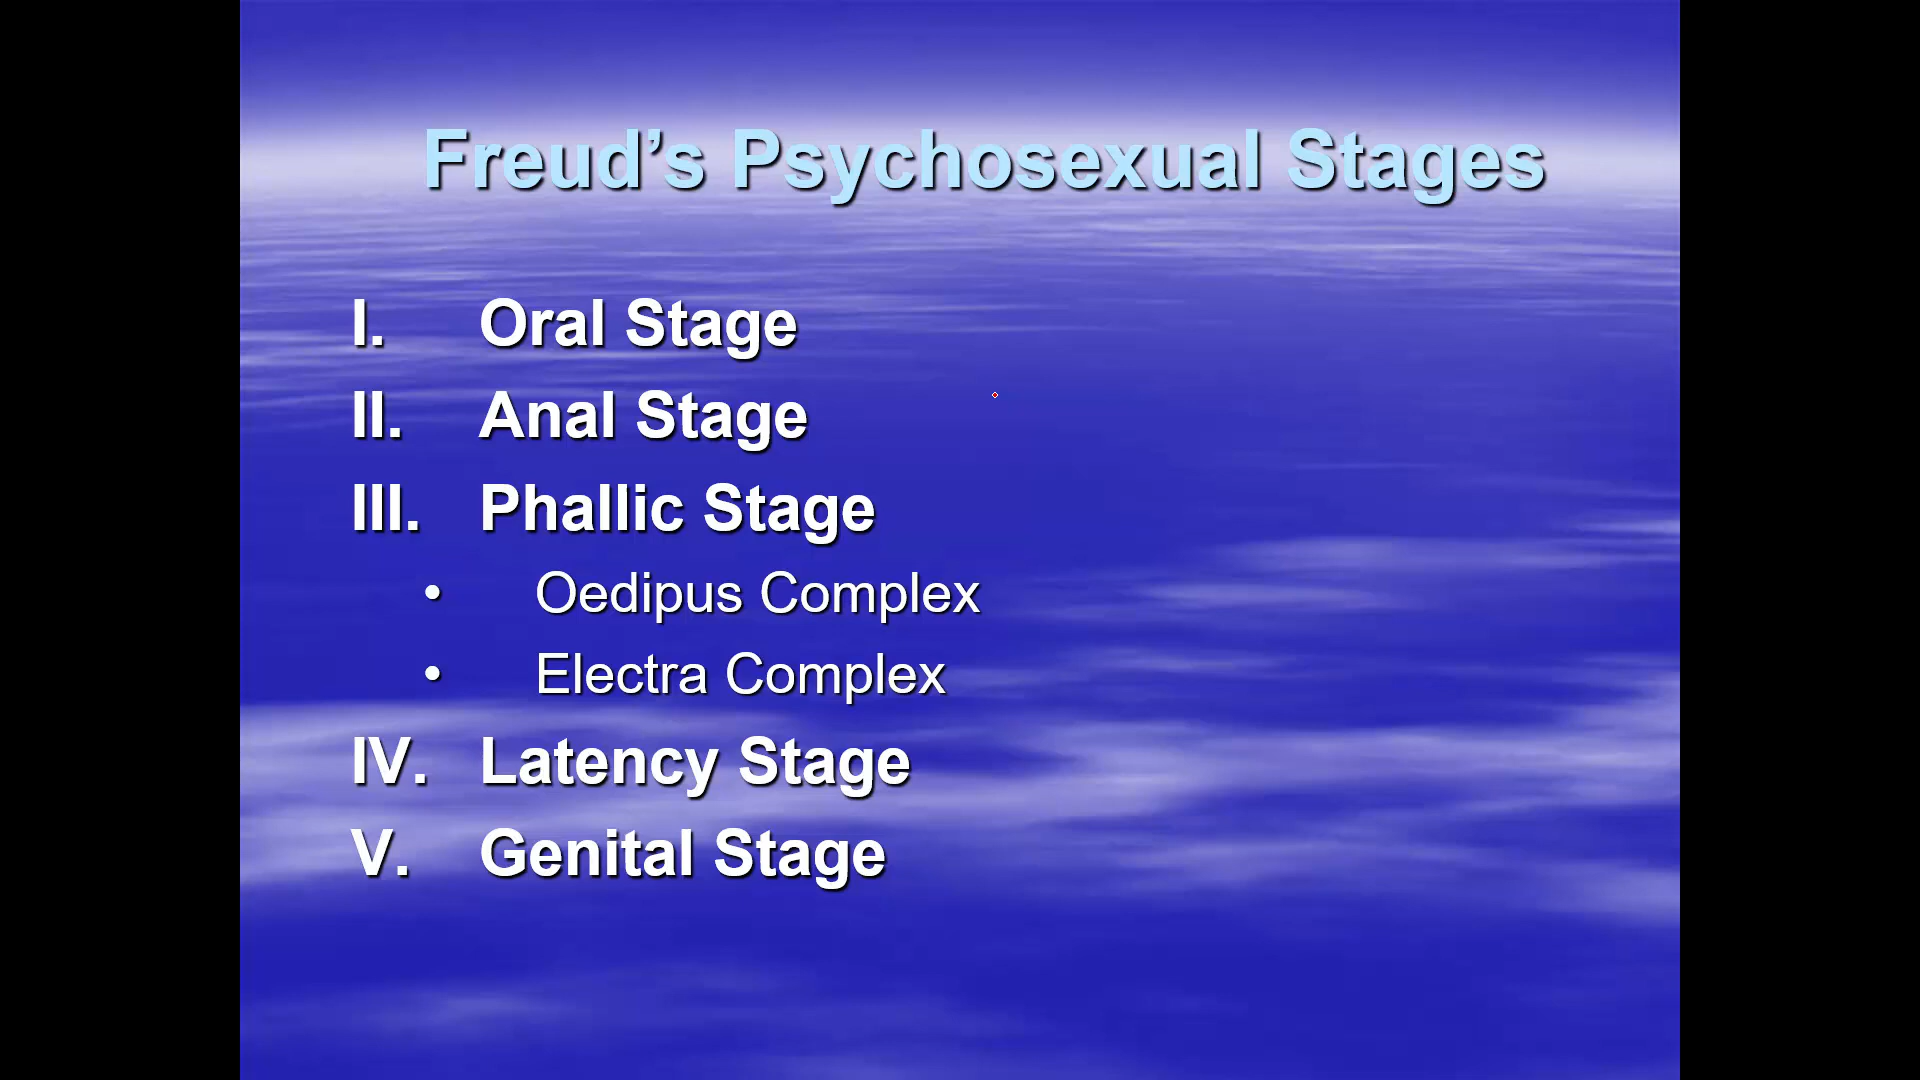 Freud’s Psychosexual Stages
I. Oral Stage
II. Anal Stage
III. Phallic Stage
• Oedipus Complex
• Electra Complex
IV. Latency Stage
V. Genital Stage